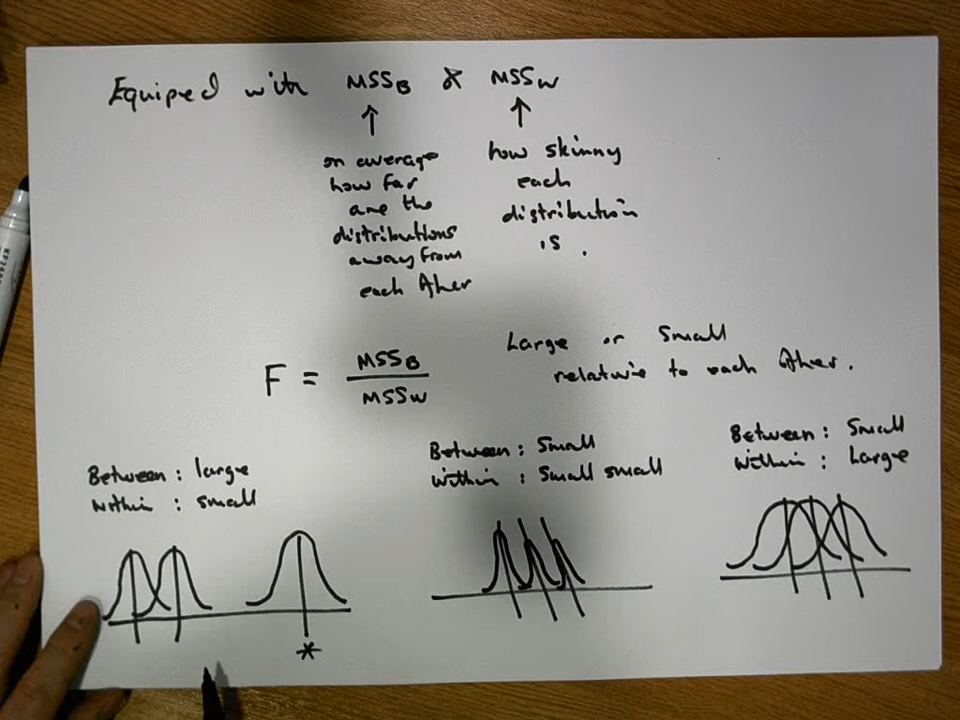 Equiped with MSSB & MSSW
↑ ↑
on average
how far
are the
distributions
away from
each other
how skinny
each
distribution
is.
F = MSSB / MSSW
Large or Small
relative to each other.
Between: large
within: small
Between: Small
within: Small small
Between: Small
within: Large
*